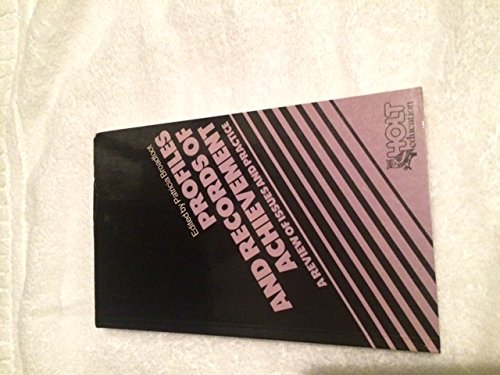 Edited by Patricia Broadfoot
PROFILES
AND RECORDS OF
ACHIEVEMENT
A REVIEW OF ISSUES AND PRACTICE
HOLT
education